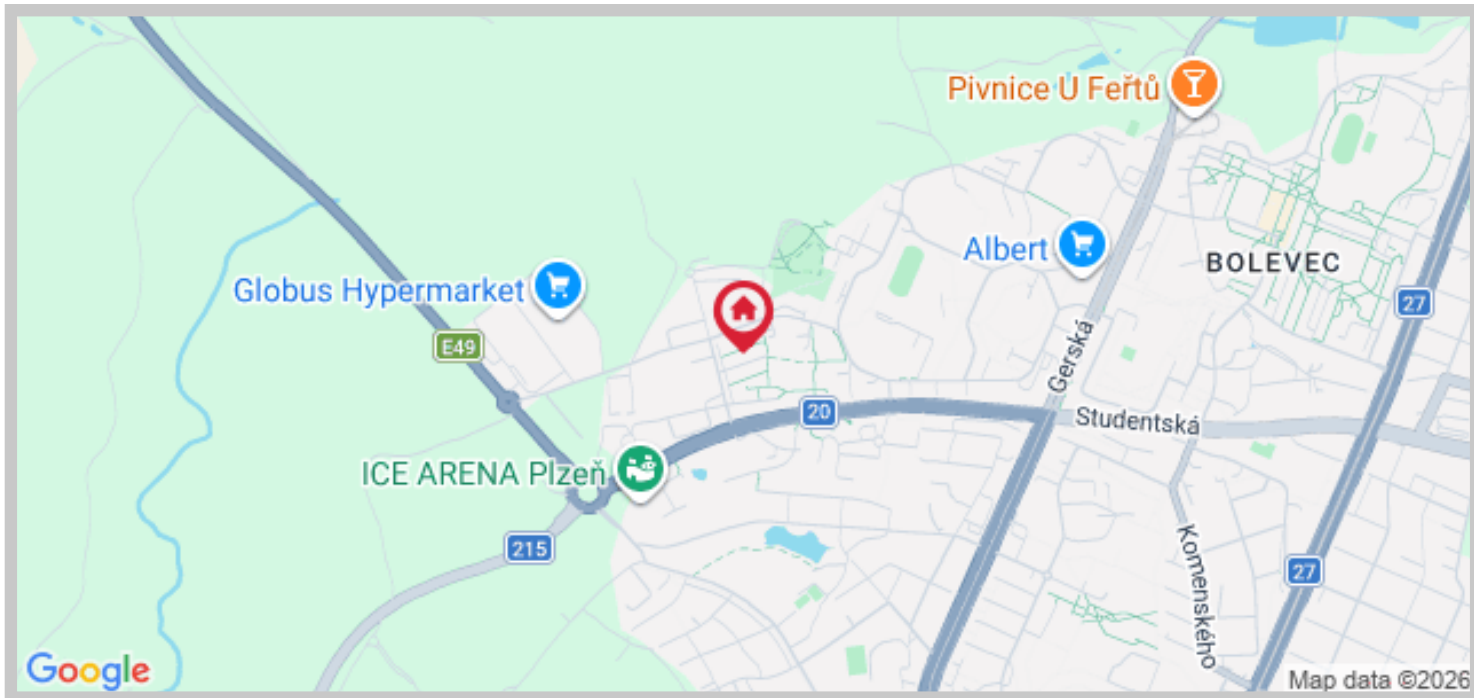 Pivnice U Feřtů
Albert
BOLEVEC
Globus Hypermarket
27
E49
Gerská
20
Studentská
ICE ARENA Plzeň
215
27
Komenského
Google
Map data ©2026